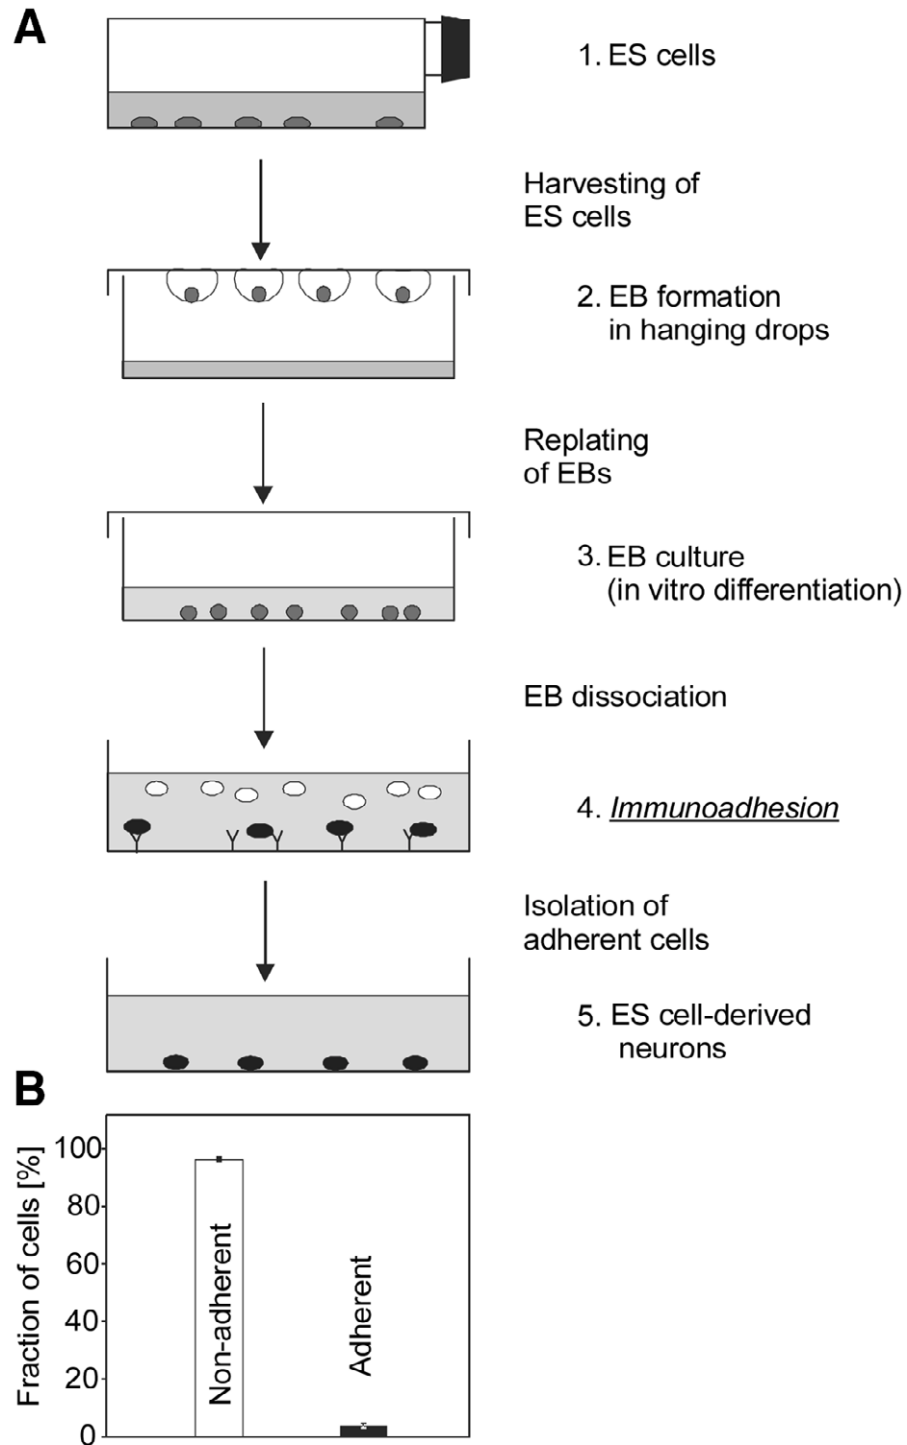 A
1. ES cells
Harvesting of
ES cells
2. EB formation
in hanging drops
Replating
of EBs
3. EB culture
(in vitro differentiation)
EB dissociation
4. Immunoadhesion
Isolation of
adherent cells
5. ES cell-derived
neurons
B
Fraction of cells [%]
100
80
60
40
20
0
Non-adherent
Adherent